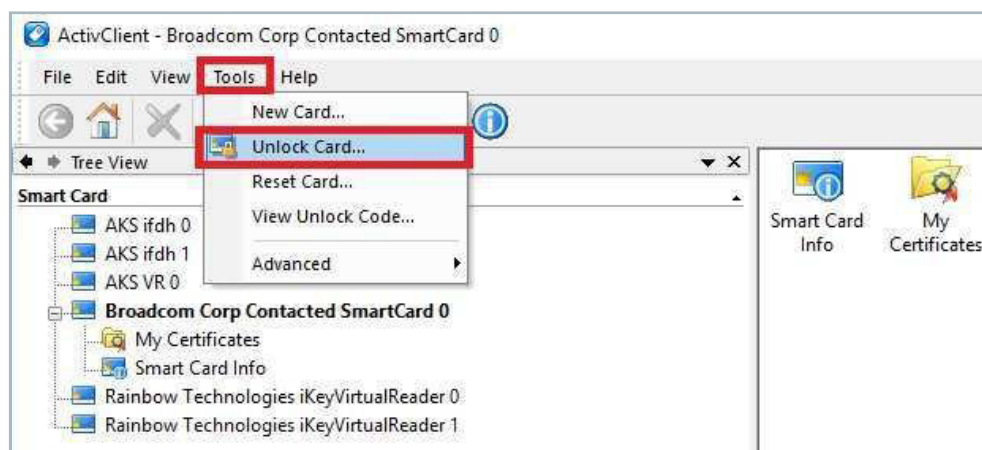 ActivClient - Broadcom Corp Contacted SmartCard 0
File Edit View Tools Help
New Card...
Unlock Card...
Reset Card...
View Unlock Code...
Advanced
Tree View
Smart Card
AKS ifdh 0
AKS ifdh 1
AKS VR 0
Broadcom Corp Contacted SmartCard 0
My Certificates
Smart Card Info
Rainbow Technologies iKeyVirtualReader 0
Rainbow Technologies iKeyVirtualReader 1
Smart Card
Info
My
Certificates